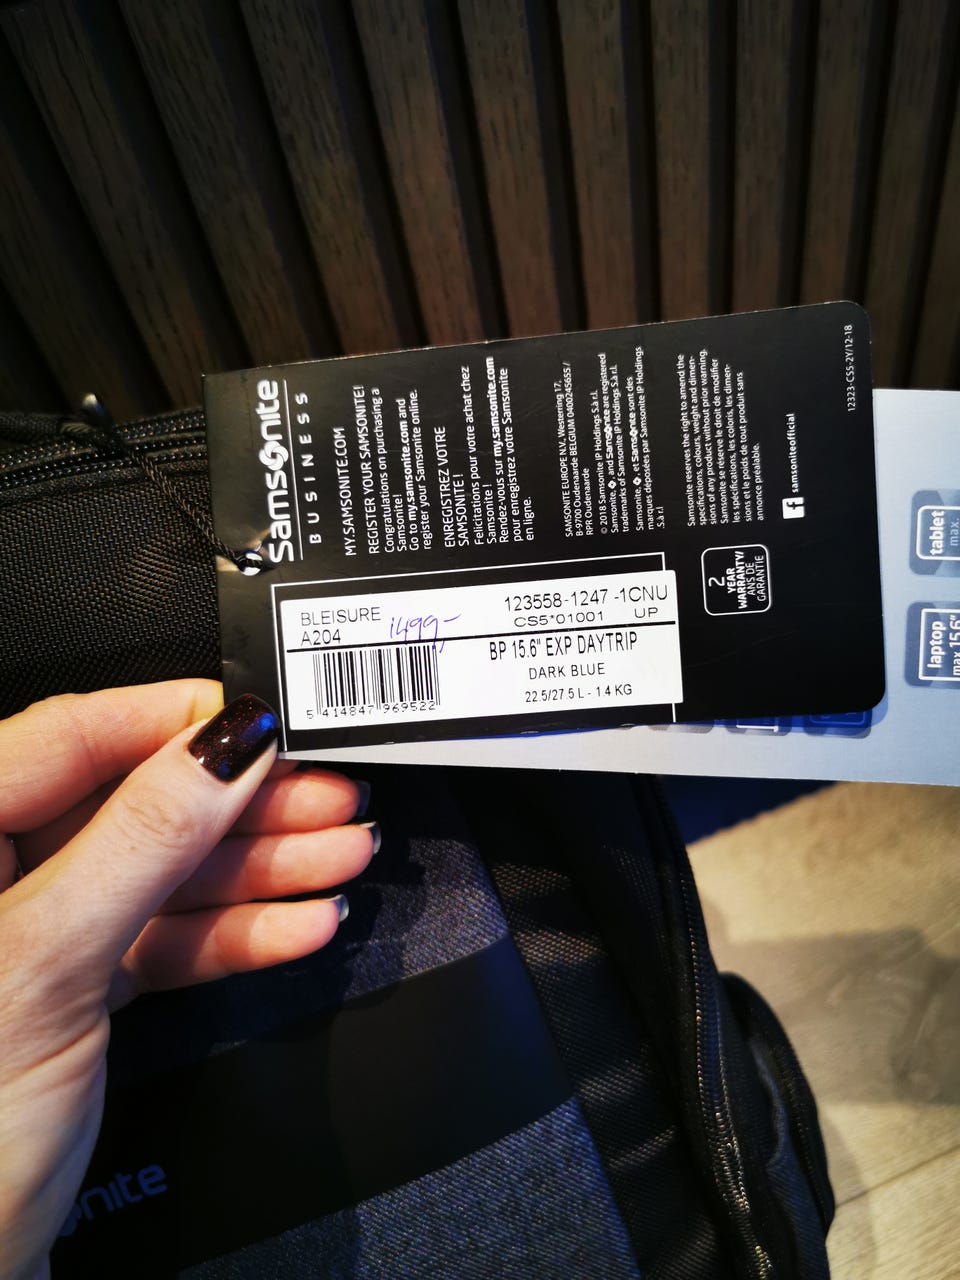 Samsonite
BUSINESS
MY.SAMSONITE.COM
REGISTER YOUR SAMSONITE!
Congratulations on purchasing a
Samsonite!
Go to my.samsonite.com and
register your Samsonite online.
ENREGISTREZ VOTRE
SAMSONITE !
Felicitations pour votre achat chez
Samsonite!
Rendez-vous sur my.samsonite.com
pour enregistrez votre Samsonite
en ligne.
SAMSONITE EUROPE N.V. Westerring 17,
B-9700 Oudenaarde BELGIUM 0400245655/
RPR Oudenaarde
© 2018 Samsonite IP Holdings S.à r.l.
Samsonite, and Samsonite are registered
trademarks of Samsonite IP Holdings S.à r.l.
Samsonite, et Samsonite sont des
marques déposées par Samsonite IP Holdings
S.à r.l
Samsonite reserves the right to amend the
specifications, colours, weight and dimen-
sions of any product without prior warning.
Samsonite se réserve le droit de modifier
les spécifications, les coloris, les dimen-
sions et le poids de tout produit sans
annonce préalable.
f samsoniteofficial
12323-CS5-2Y/12-18
2
YEAR
WARRANTY/
ANS DE
GARANTIE
BLEISURE
A204
1499,-
123558-1247 -1CNU
CS5*01001 UP
BP 15.6" EXP DAYTRIP
DARK BLUE
22.5/27.5 L - 1.4 KG
5 414847 969522
tablet
max.
laptop
max 15.6"
nite